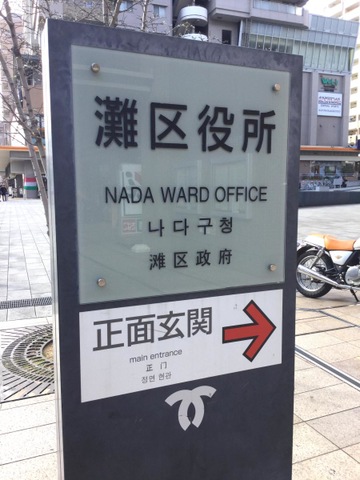 灘区役所
NADA WARD OFFICE
나다구청
滩区政府
正面玄関
main entrance
正门
정면 현관